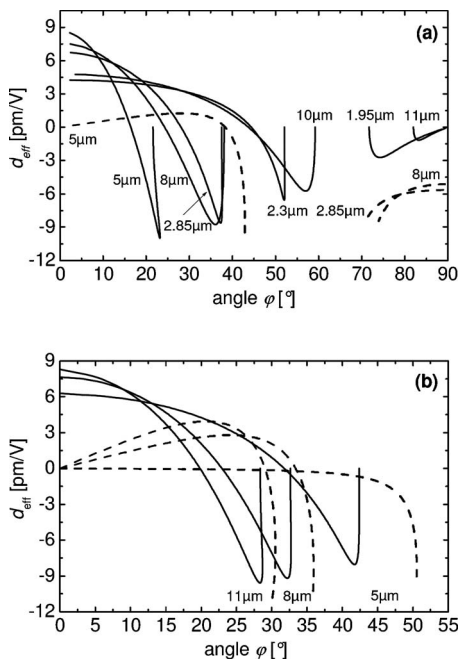 (a)
9
6
3
0
-3
-6
-9
-12
d_eff [pm/V]
5µm
5µm
8µm
2.85µm
10µm
2.3µm
1.95µm
11µm
8µm
2.85µm
0 10 20 30 40 50 60 70 80 90
angle φ [°]
(b)
9
6
3
0
-3
-6
-9
-12
d_eff [pm/V]
11µm
8µm
5µm
0 5 10 15 20 25 30 35 40 45 50 55
angle φ [°]